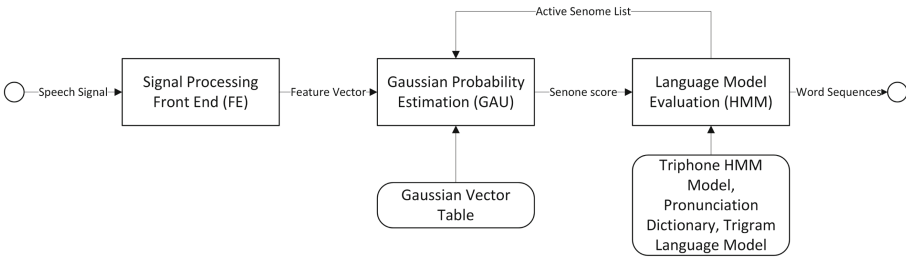 Active Senome List
Speech Signal
Signal Processing
Front End (FE)
Feature Vector
Gaussian Probability
Estimation (GAU)
Senone score
Language Model
Evaluation (HMM)
Word Sequences
Gaussian Vector
Table
Triphone HMM
Model,
Pronunciation
Dictionary, Trigram
Language Model